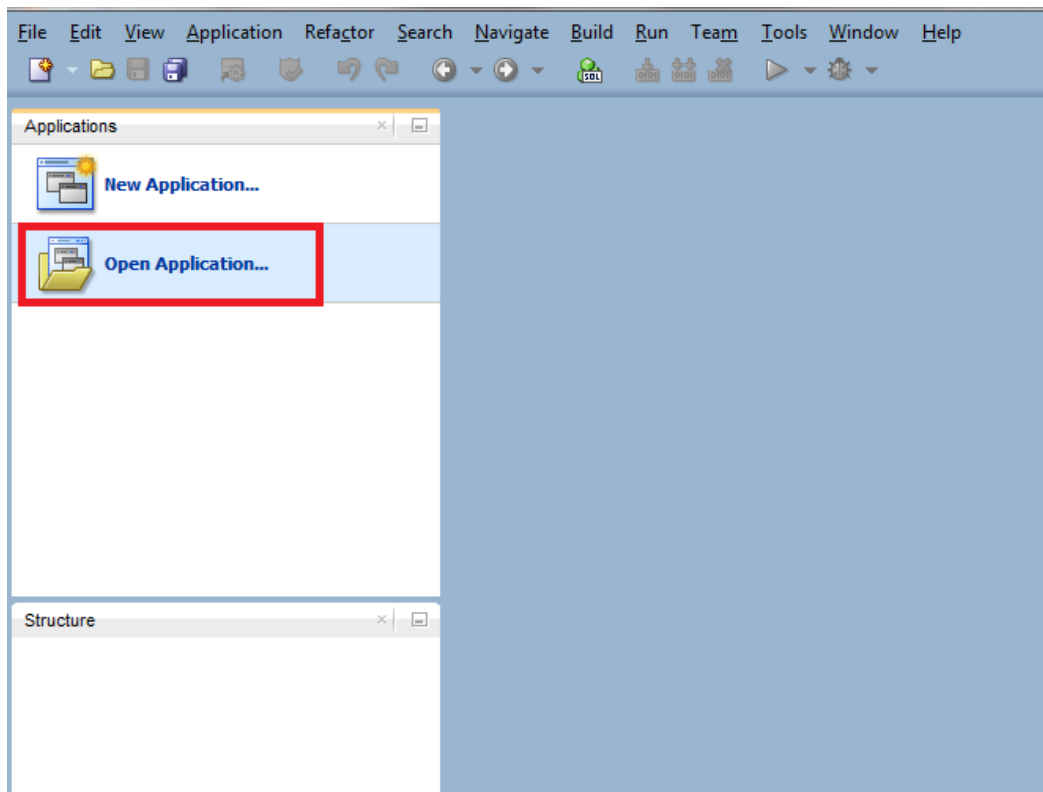 File Edit View Application Refactor Search Navigate Build Run Team Tools Window Help
SQL
Applications
New Application...
Open Application...
Structure